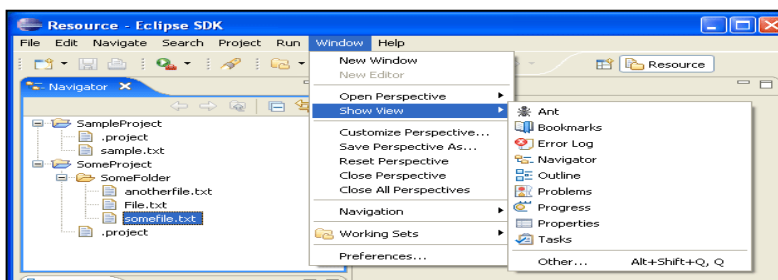 Resource - Eclipse SDK
File Edit Navigate Search Project Run Window Help
Resource
Navigator
SampleProject
.project
sample.txt
SomeProject
SomeFolder
anotherfile.txt
File.txt
somefile.txt
.project
New Window
New Editor
Open Perspective
Show View
Customize Perspective...
Save Perspective As...
Reset Perspective
Close Perspective
Close All Perspectives
Navigation
Working Sets
Preferences...
Ant
Bookmarks
Error Log
Navigator
Outline
Problems
Progress
Properties
Tasks
Other... Alt+Shift+Q, Q